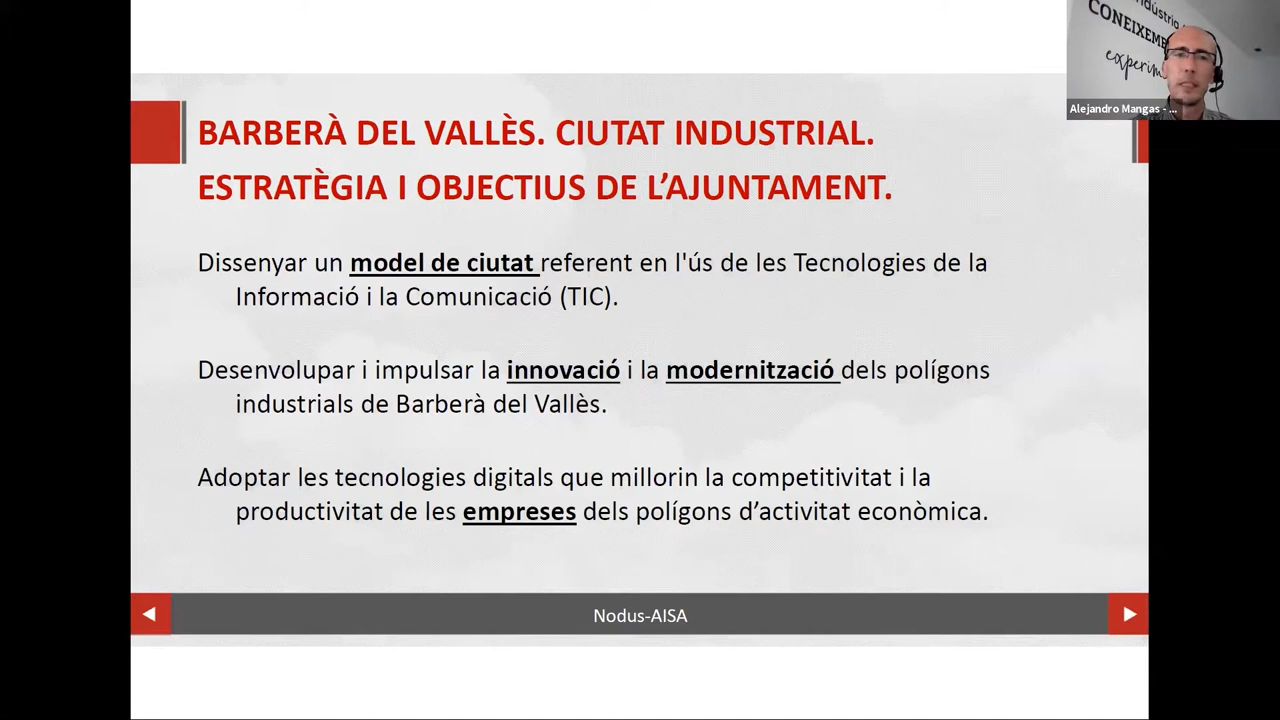 BARBERÀ DEL VALLÈS. CIUTAT INDUSTRIAL.
ESTRATÈGIA I OBJECTIUS DE L’AJUNTAMENT.
Dissenyar un model de ciutat referent en l'ús de les Tecnologies de la
Informació i la Comunicació (TIC).
Desenvolupar i impulsar la innovació i la modernització dels polígons
industrials de Barberà del Vallès.
Adoptar les tecnologies digitals que millorin la competitivitat i la
productivitat de les empreses dels polígons d’activitat econòmica.
Nodus-AISA
Alejandro Mangas - ...